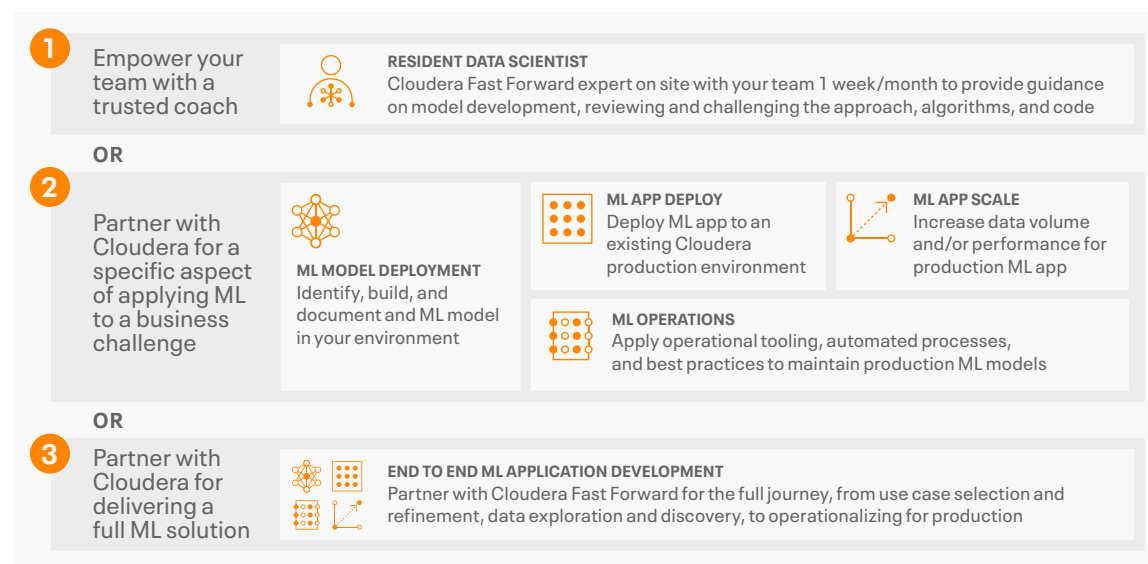 1
Empower your
team with a
trusted coach
RESIDENT DATA SCIENTIST
Cloudera Fast Forward expert on site with your team 1 week/month to provide guidance
on model development, reviewing and challenging the approach, algorithms, and code
OR
2
Partner with
Cloudera for a
specific aspect
of applying ML
to a business
challenge
ML MODEL DEPLOYMENT
Identify, build, and
document and ML model
in your environment
ML APP DEPLOY
Deploy ML app to an
existing Cloudera
production environment
ML APP SCALE
Increase data volume
and/or performance for
production ML app
ML OPERATIONS
Apply operational tooling, automated processes,
and best practices to maintain production ML models
OR
3
Partner with
Cloudera for
delivering a
full ML solution
END TO END ML APPLICATION DEVELOPMENT
Partner with Cloudera Fast Forward for the full journey, from use case selection and
refinement, data exploration and discovery, to operationalizing for production